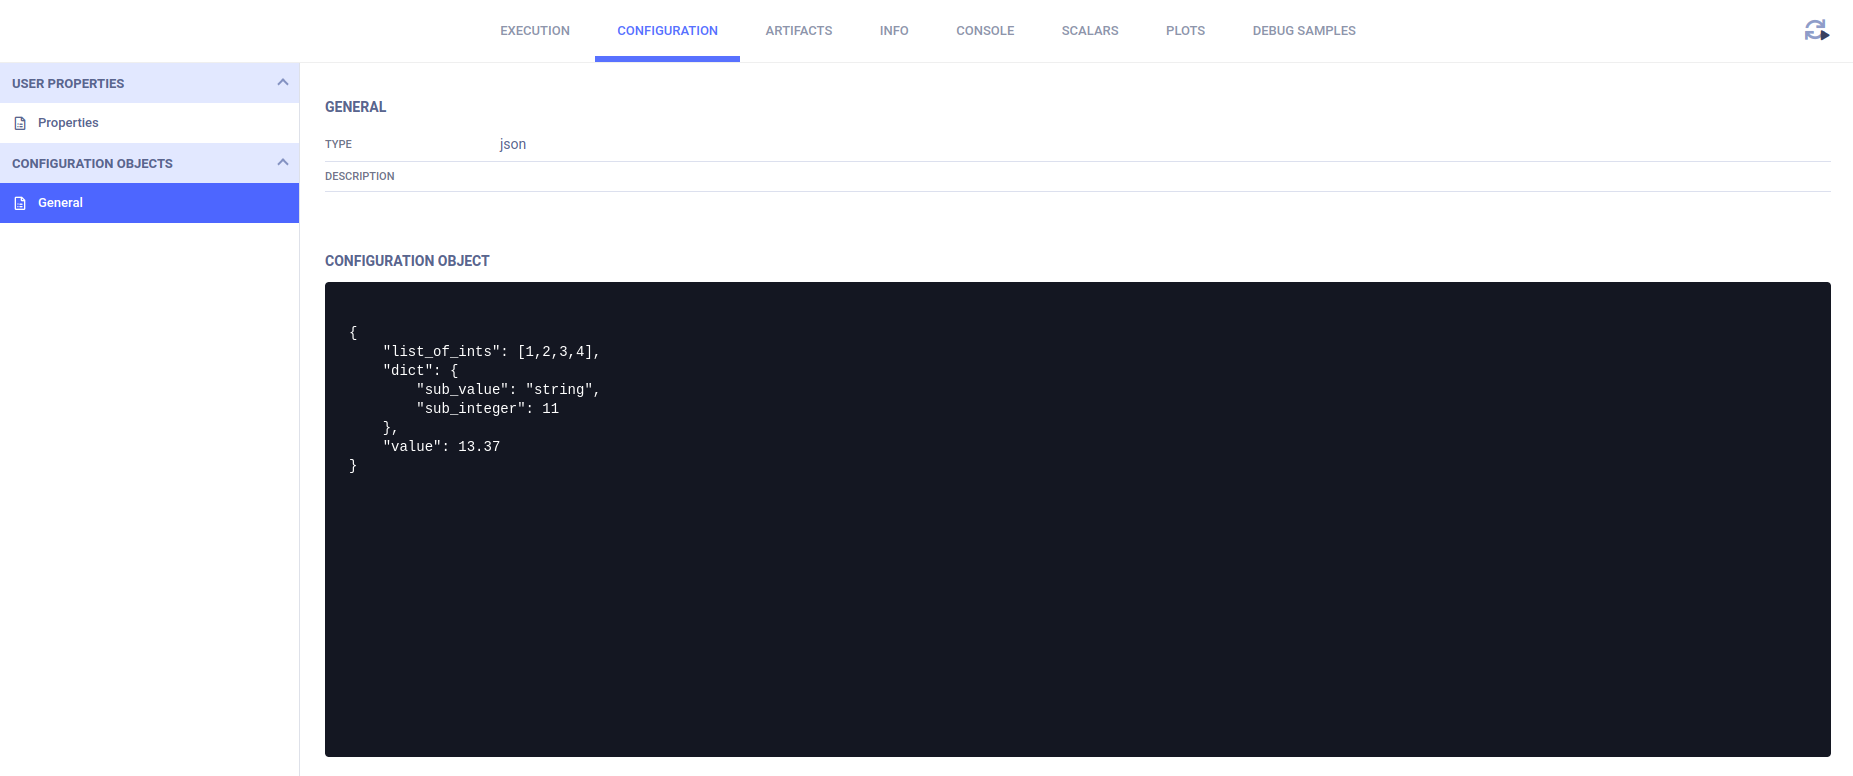 EXECUTION CONFIGURATION ARTIFACTS INFO CONSOLE SCALARS PLOTS DEBUG SAMPLES
USER PROPERTIES
Properties
CONFIGURATION OBJECTS
General
GENERAL
TYPE json
DESCRIPTION
CONFIGURATION OBJECT
{
    "list_of_ints": [1,2,3,4],
    "dict": {
        "sub_value": "string",
        "sub_integer": 11
    },
    "value": 13.37
}